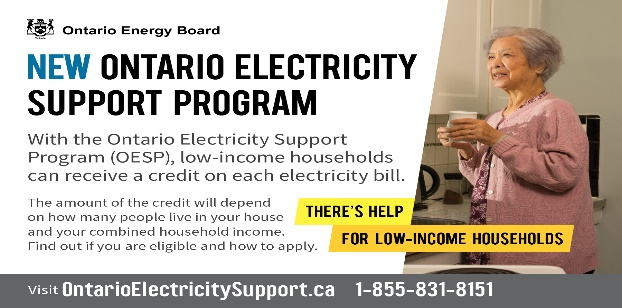 Ontario Energy Board
NEW ONTARIO ELECTRICITY
SUPPORT PROGRAM
With the Ontario Electricity Support
Program (OESP), low-income households
can receive a credit on each electricity bill.
The amount of the credit will depend
on how many people live in your house
and your combined household income.
Find out if you are eligible and how to apply.
THERE'S HELP
FOR LOW-INCOME HOUSEHOLDS
Visit OntarioElectricitySupport.ca 1-855-831-8151